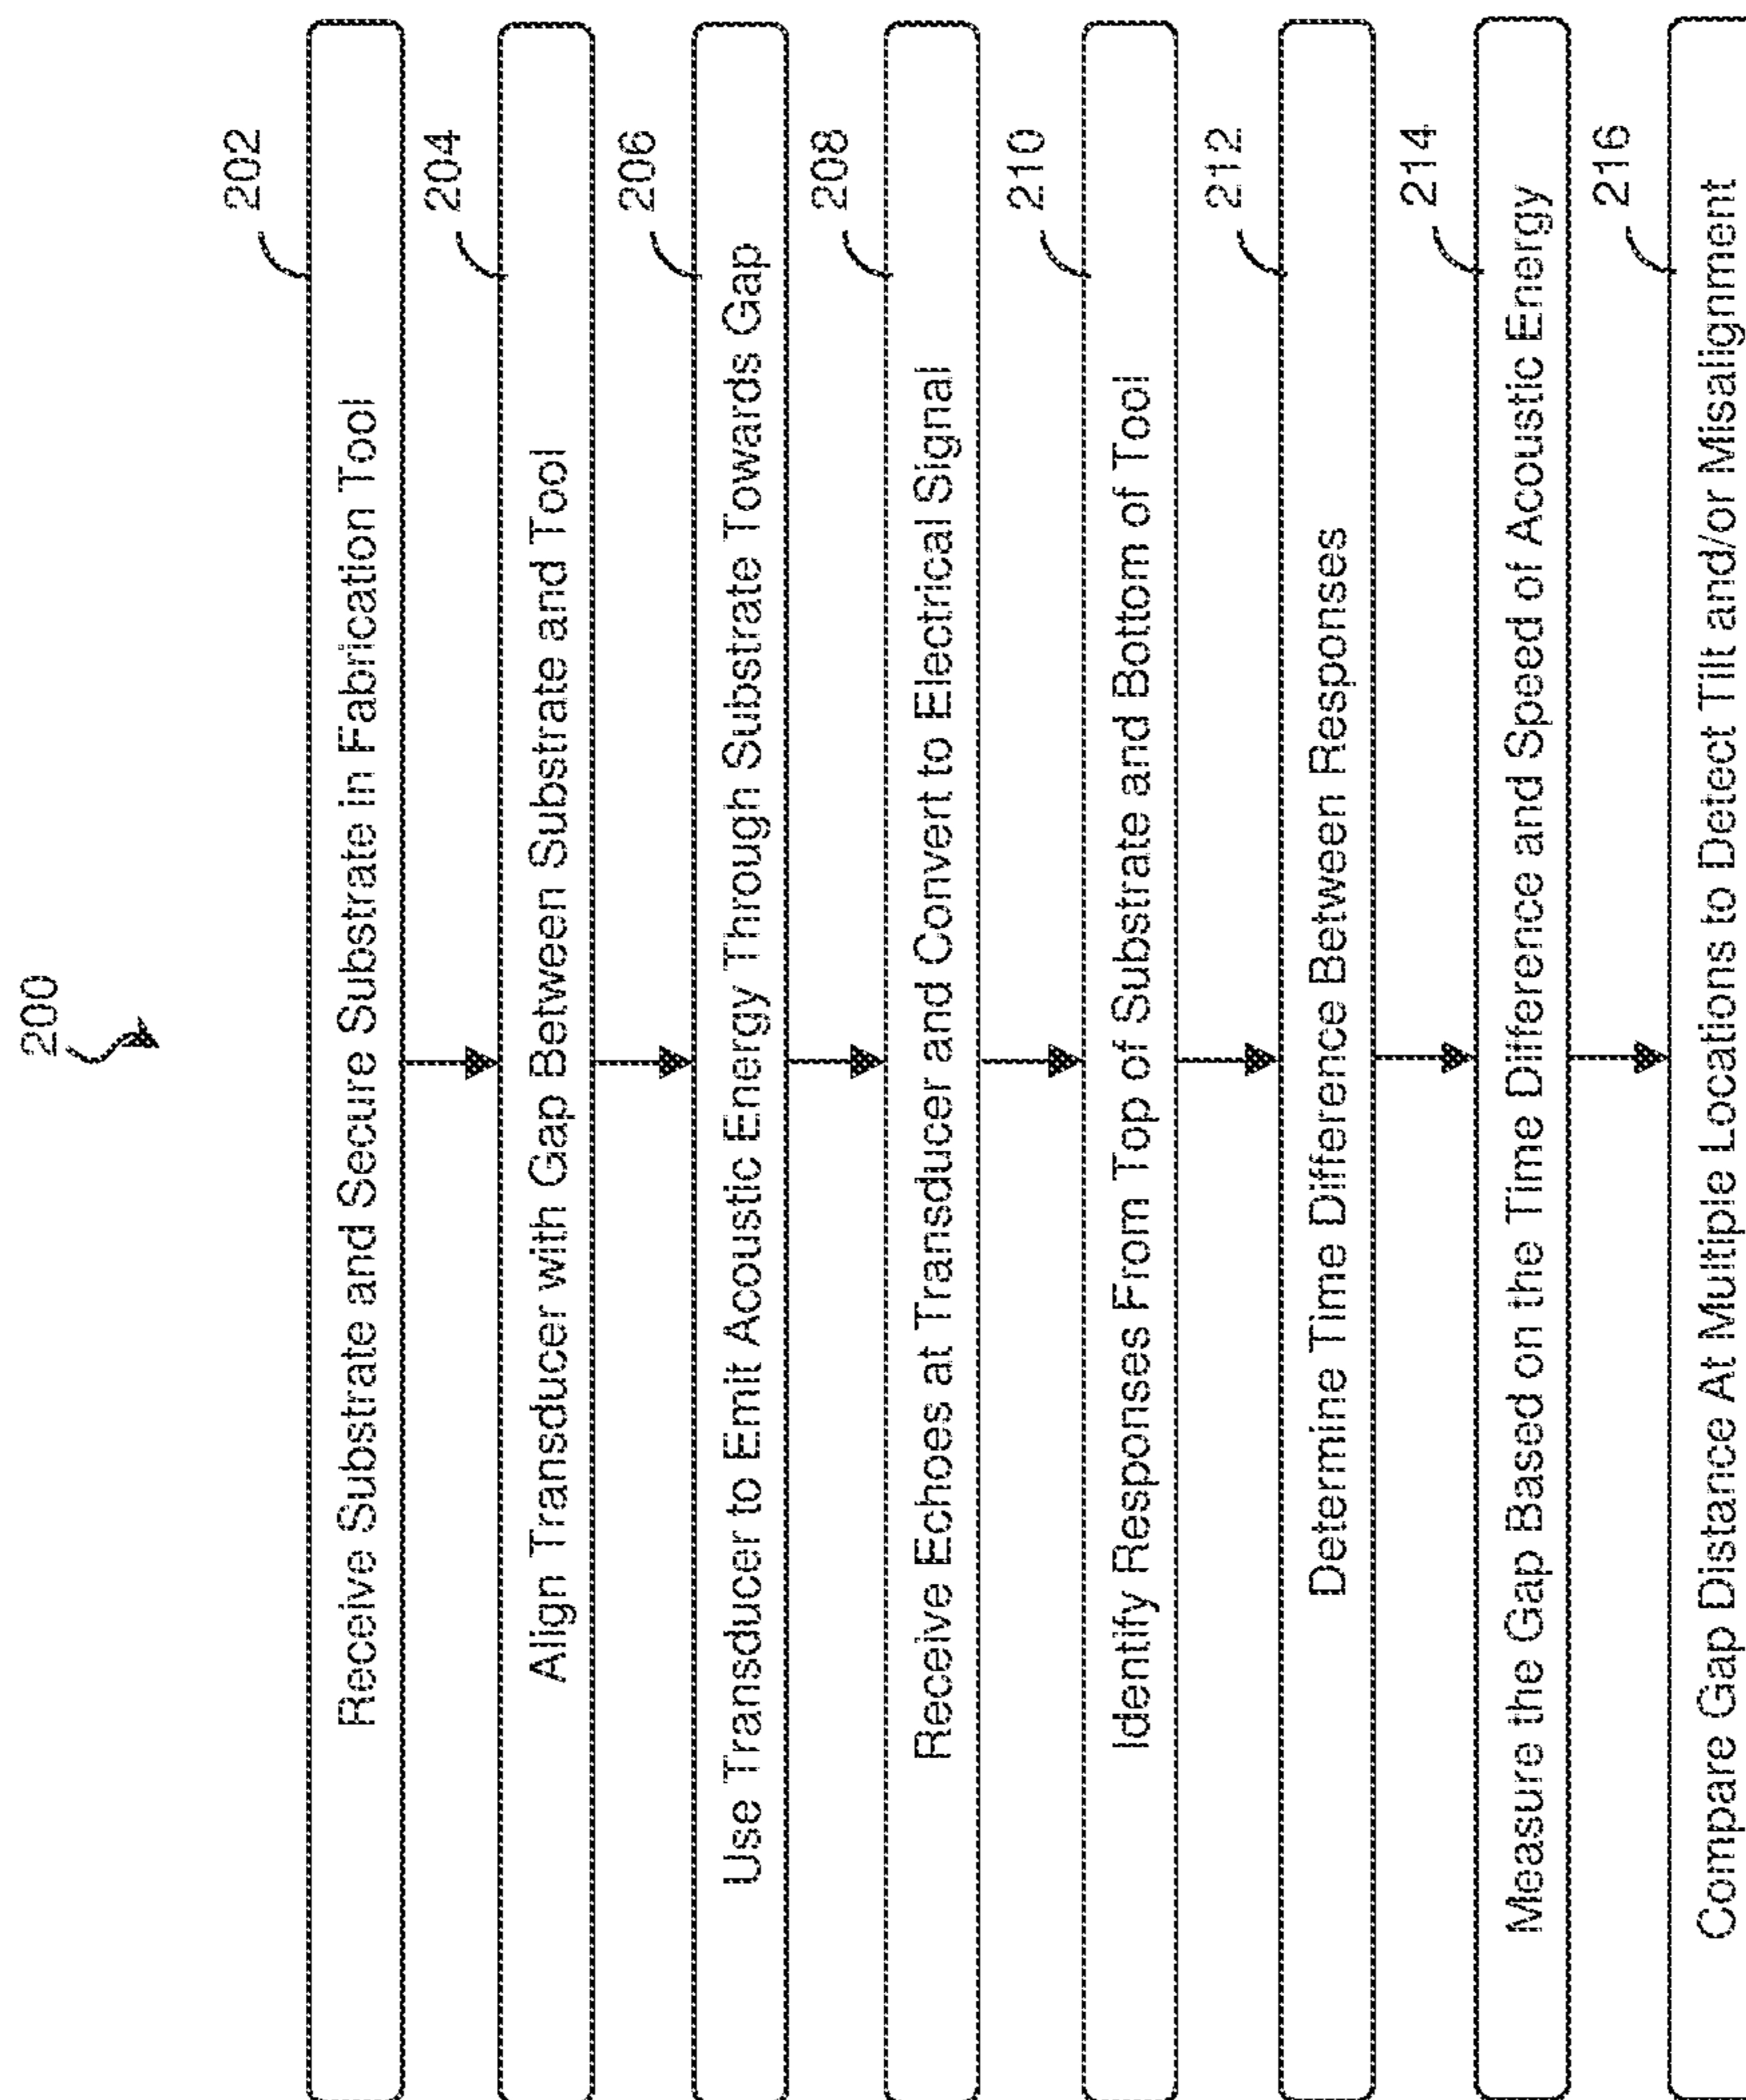 200
202
Receive Substrate and Secure Substrate in Fabrication Tool
204
Align Transducer with Gap Between Substrate and Tool
206
Use Transducer to Emit Acoustic Energy Through Substrate Towards Gap
208
Receive Echoes at Transducer and Convert to Electrical Signal
210
Identify Responses From Top of Substrate and Bottom of Tool
212
Determine Time Difference Between Responses
214
Measure the Gap Based on the Time Difference and Speed of Acoustic Energy
216
Compare Gap Distance At Multiple Locations to Detect Tilt and/or Misalignment